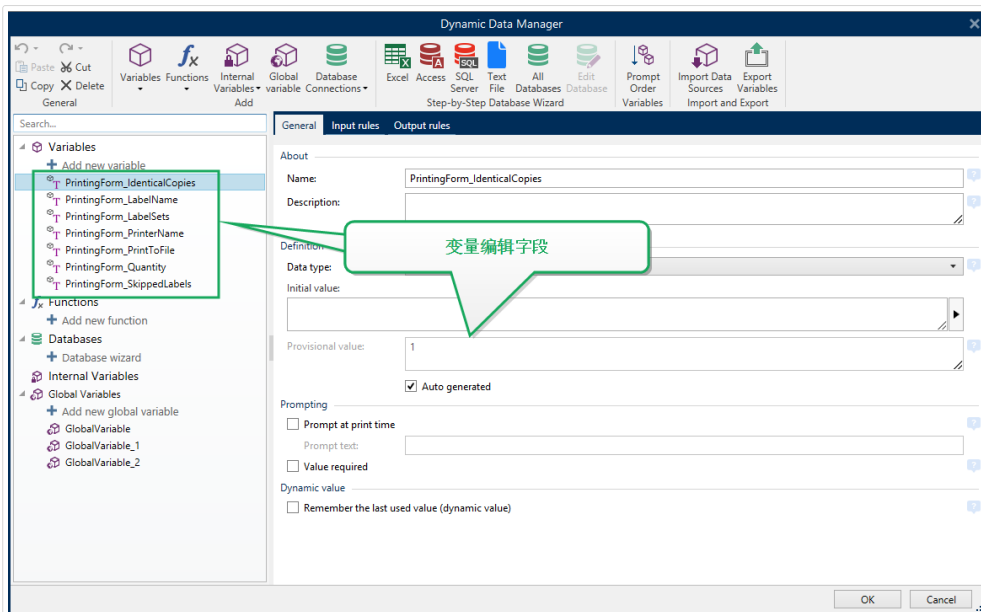 Dynamic Data Manager
Paste Cut
Copy Delete
General
Variables Functions Internal Variables Global variable Database Connections
Add
Excel Access SQL Server Text File All Databases Edit Database
Step-by-Step Database Wizard
Prompt Order
Variables
Import Data Sources Export Variables
Import and Export
Search...
General Input rules Output rules
Variables
Add new variable
PrintingForm_IdenticalCopies
PrintingForm_LabelName
PrintingForm_LabelSets
PrintingForm_PrinterName
PrintingForm_PrintToFile
PrintingForm_Quantity
PrintingForm_SkippedLabels
Functions
Add new function
Databases
Database wizard
Internal Variables
Global Variables
Add new global variable
GlobalVariable
GlobalVariable_1
GlobalVariable_2
About
Name: PrintingForm_IdenticalCopies
Description:
变量编辑字段
Definition
Data type:
Initial value:
Provisional value: 1
Auto generated
Prompting
Prompt at print time
Prompt text:
Value required
Dynamic value
Remember the last used value (dynamic value)
OK Cancel